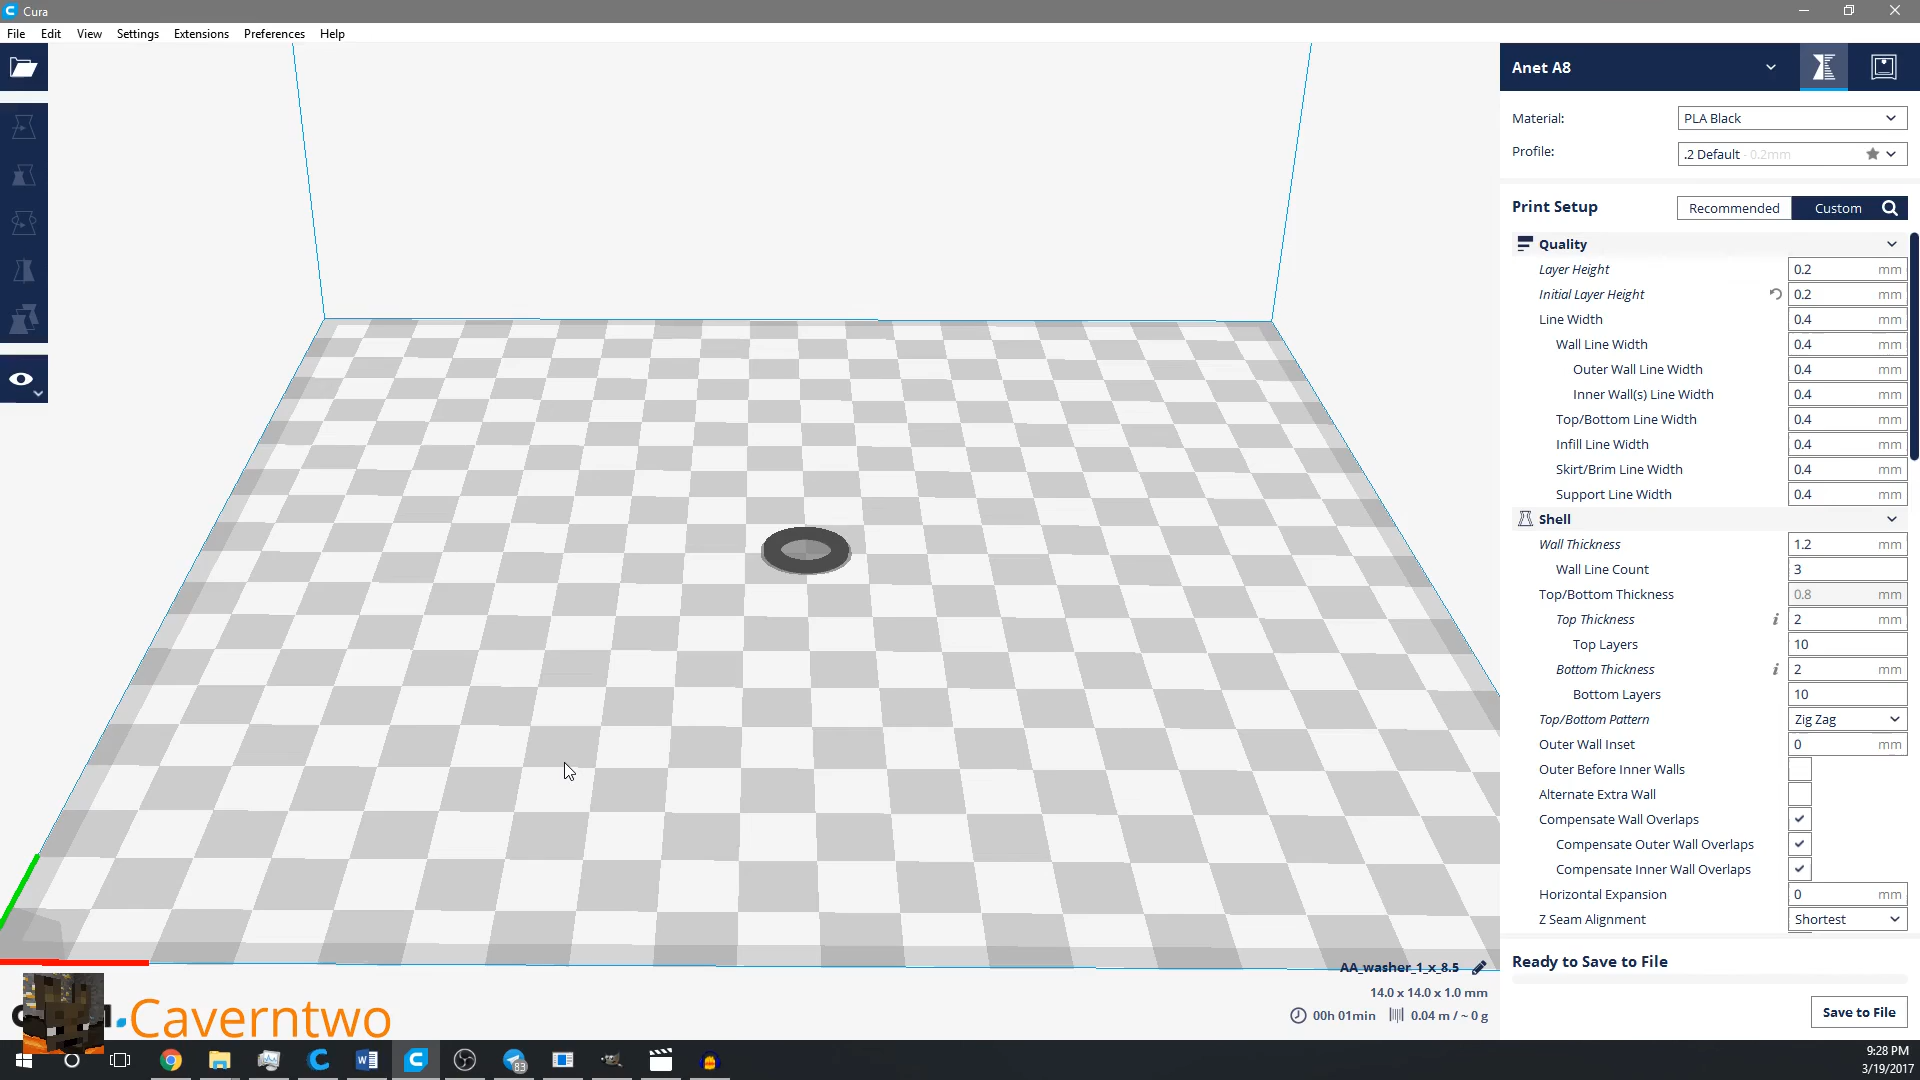 Cura
File Edit View Settings Extensions Preferences Help
Anet A8
Material: PLA Black
Profile: .2 Default - 0.2mm
Print Setup Recommended Custom
Quality
Layer Height 0.2 mm
Initial Layer Height 0.2 mm
Line Width 0.4 mm
Wall Line Width 0.4 mm
Outer Wall Line Width 0.4 mm
Inner Wall(s) Line Width 0.4 mm
Top/Bottom Line Width 0.4 mm
Infill Line Width 0.4 mm
Skirt/Brim Line Width 0.4 mm
Support Line Width 0.4 mm
Shell
Wall Thickness 1.2 mm
Wall Line Count 3
Top/Bottom Thickness 0.8 mm
Top Thickness i 2 mm
Top Layers 10
Bottom Thickness i 2 mm
Bottom Layers 10
Top/Bottom Pattern Zig Zag
Outer Wall Inset 0 mm
Outer Before Inner Walls
Alternate Extra Wall
Compensate Wall Overlaps
Compensate Outer Wall Overlaps
Compensate Inner Wall Overlaps
Horizontal Expansion 0 mm
Z Seam Alignment Shortest
Ready to Save to File
Save to File
AA_washer_1_x_8.5
14.0 x 14.0 x 1.0 mm
00h 01min 0.04 m / ~ 0 g
Caverntwo
83
9:28 PM
3/19/2017